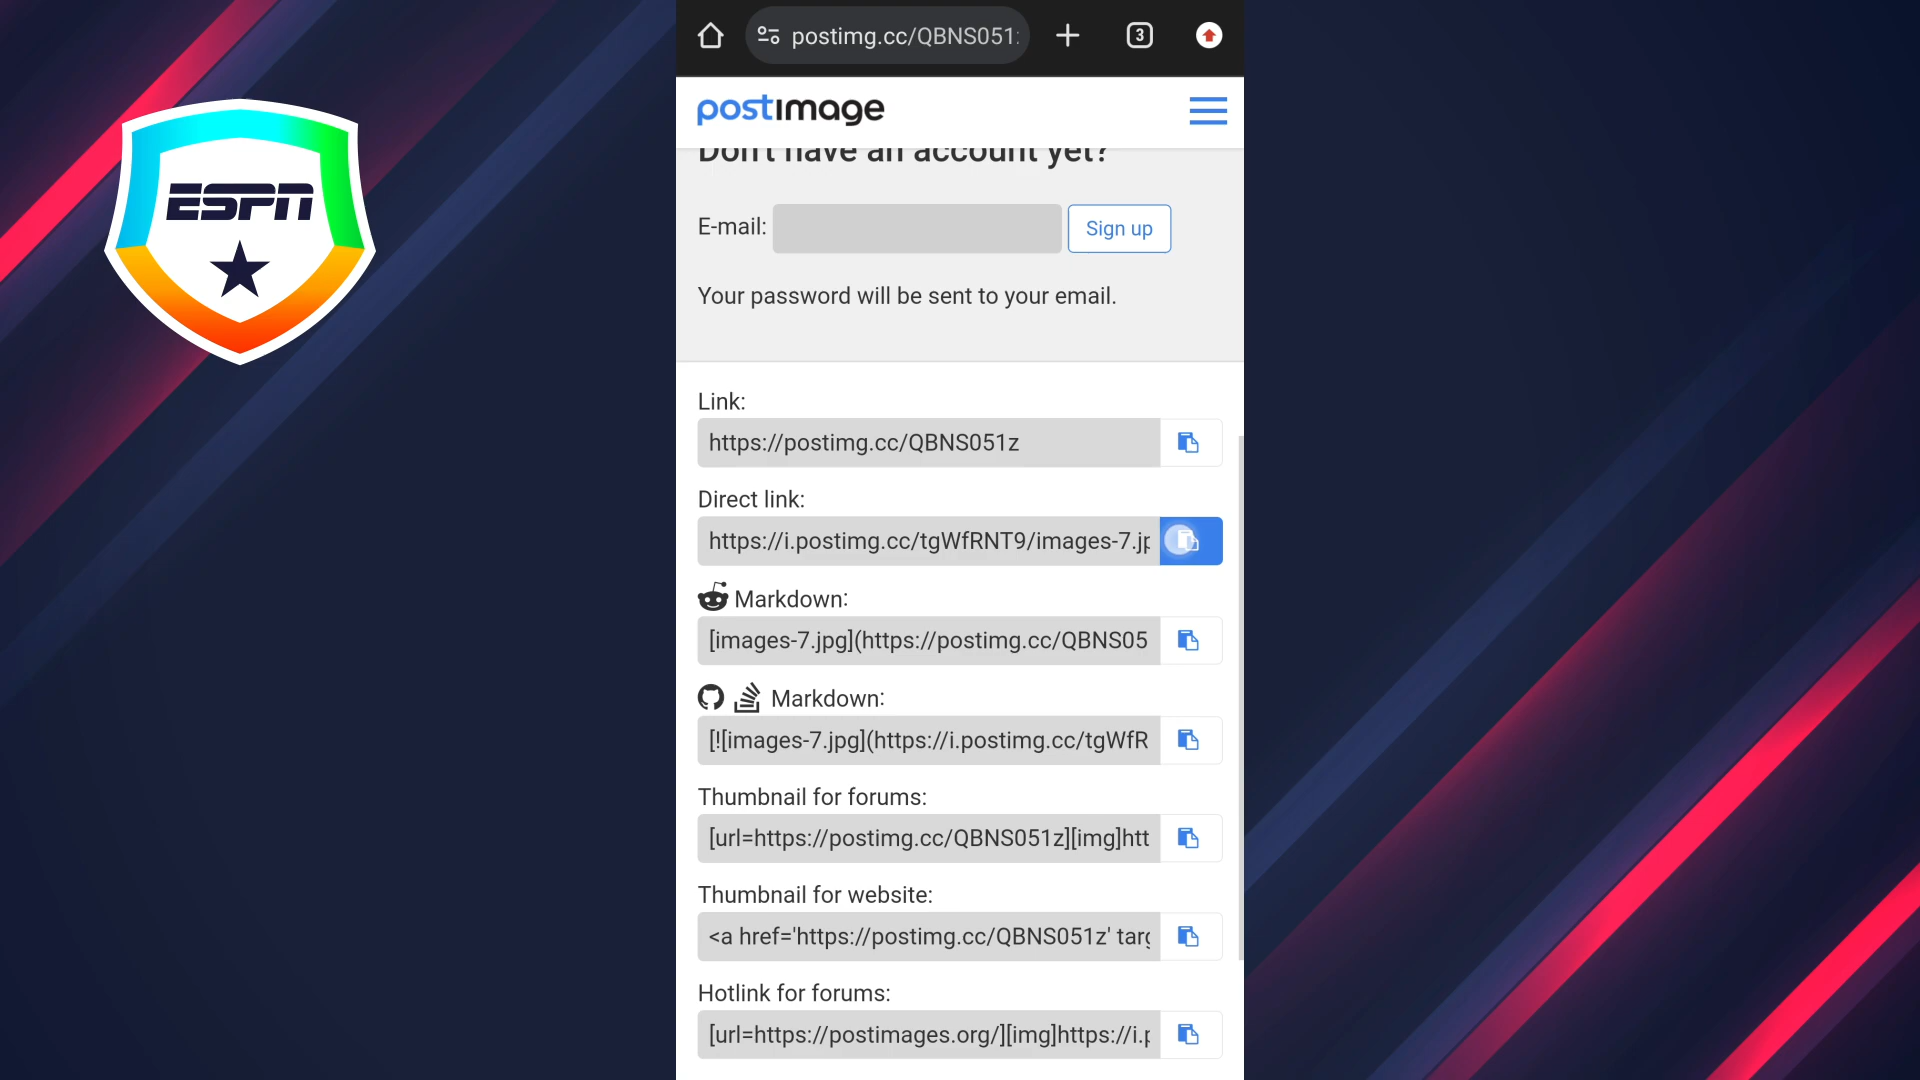 postimg.cc/QBNS051
3
postimage
ESPN
Don't have an account yet?
E-mail:
Sign up
Your password will be sent to your email.
Link:
https://postimg.cc/QBNS051z
Direct link:
https://i.postimg.cc/tgWfRNT9/images-7.jp
Markdown:
[images-7.jpg](https://postimg.cc/QBNS05
Markdown:
[![images-7.jpg](https://i.postimg.cc/tgWfR
Thumbnail for forums:
[url=https://postimg.cc/QBNS051z][img]htt
Thumbnail for website:
<a href='https://postimg.cc/QBNS051z' targ
Hotlink for forums:
[url=https://postimages.org/][img]https://i.p